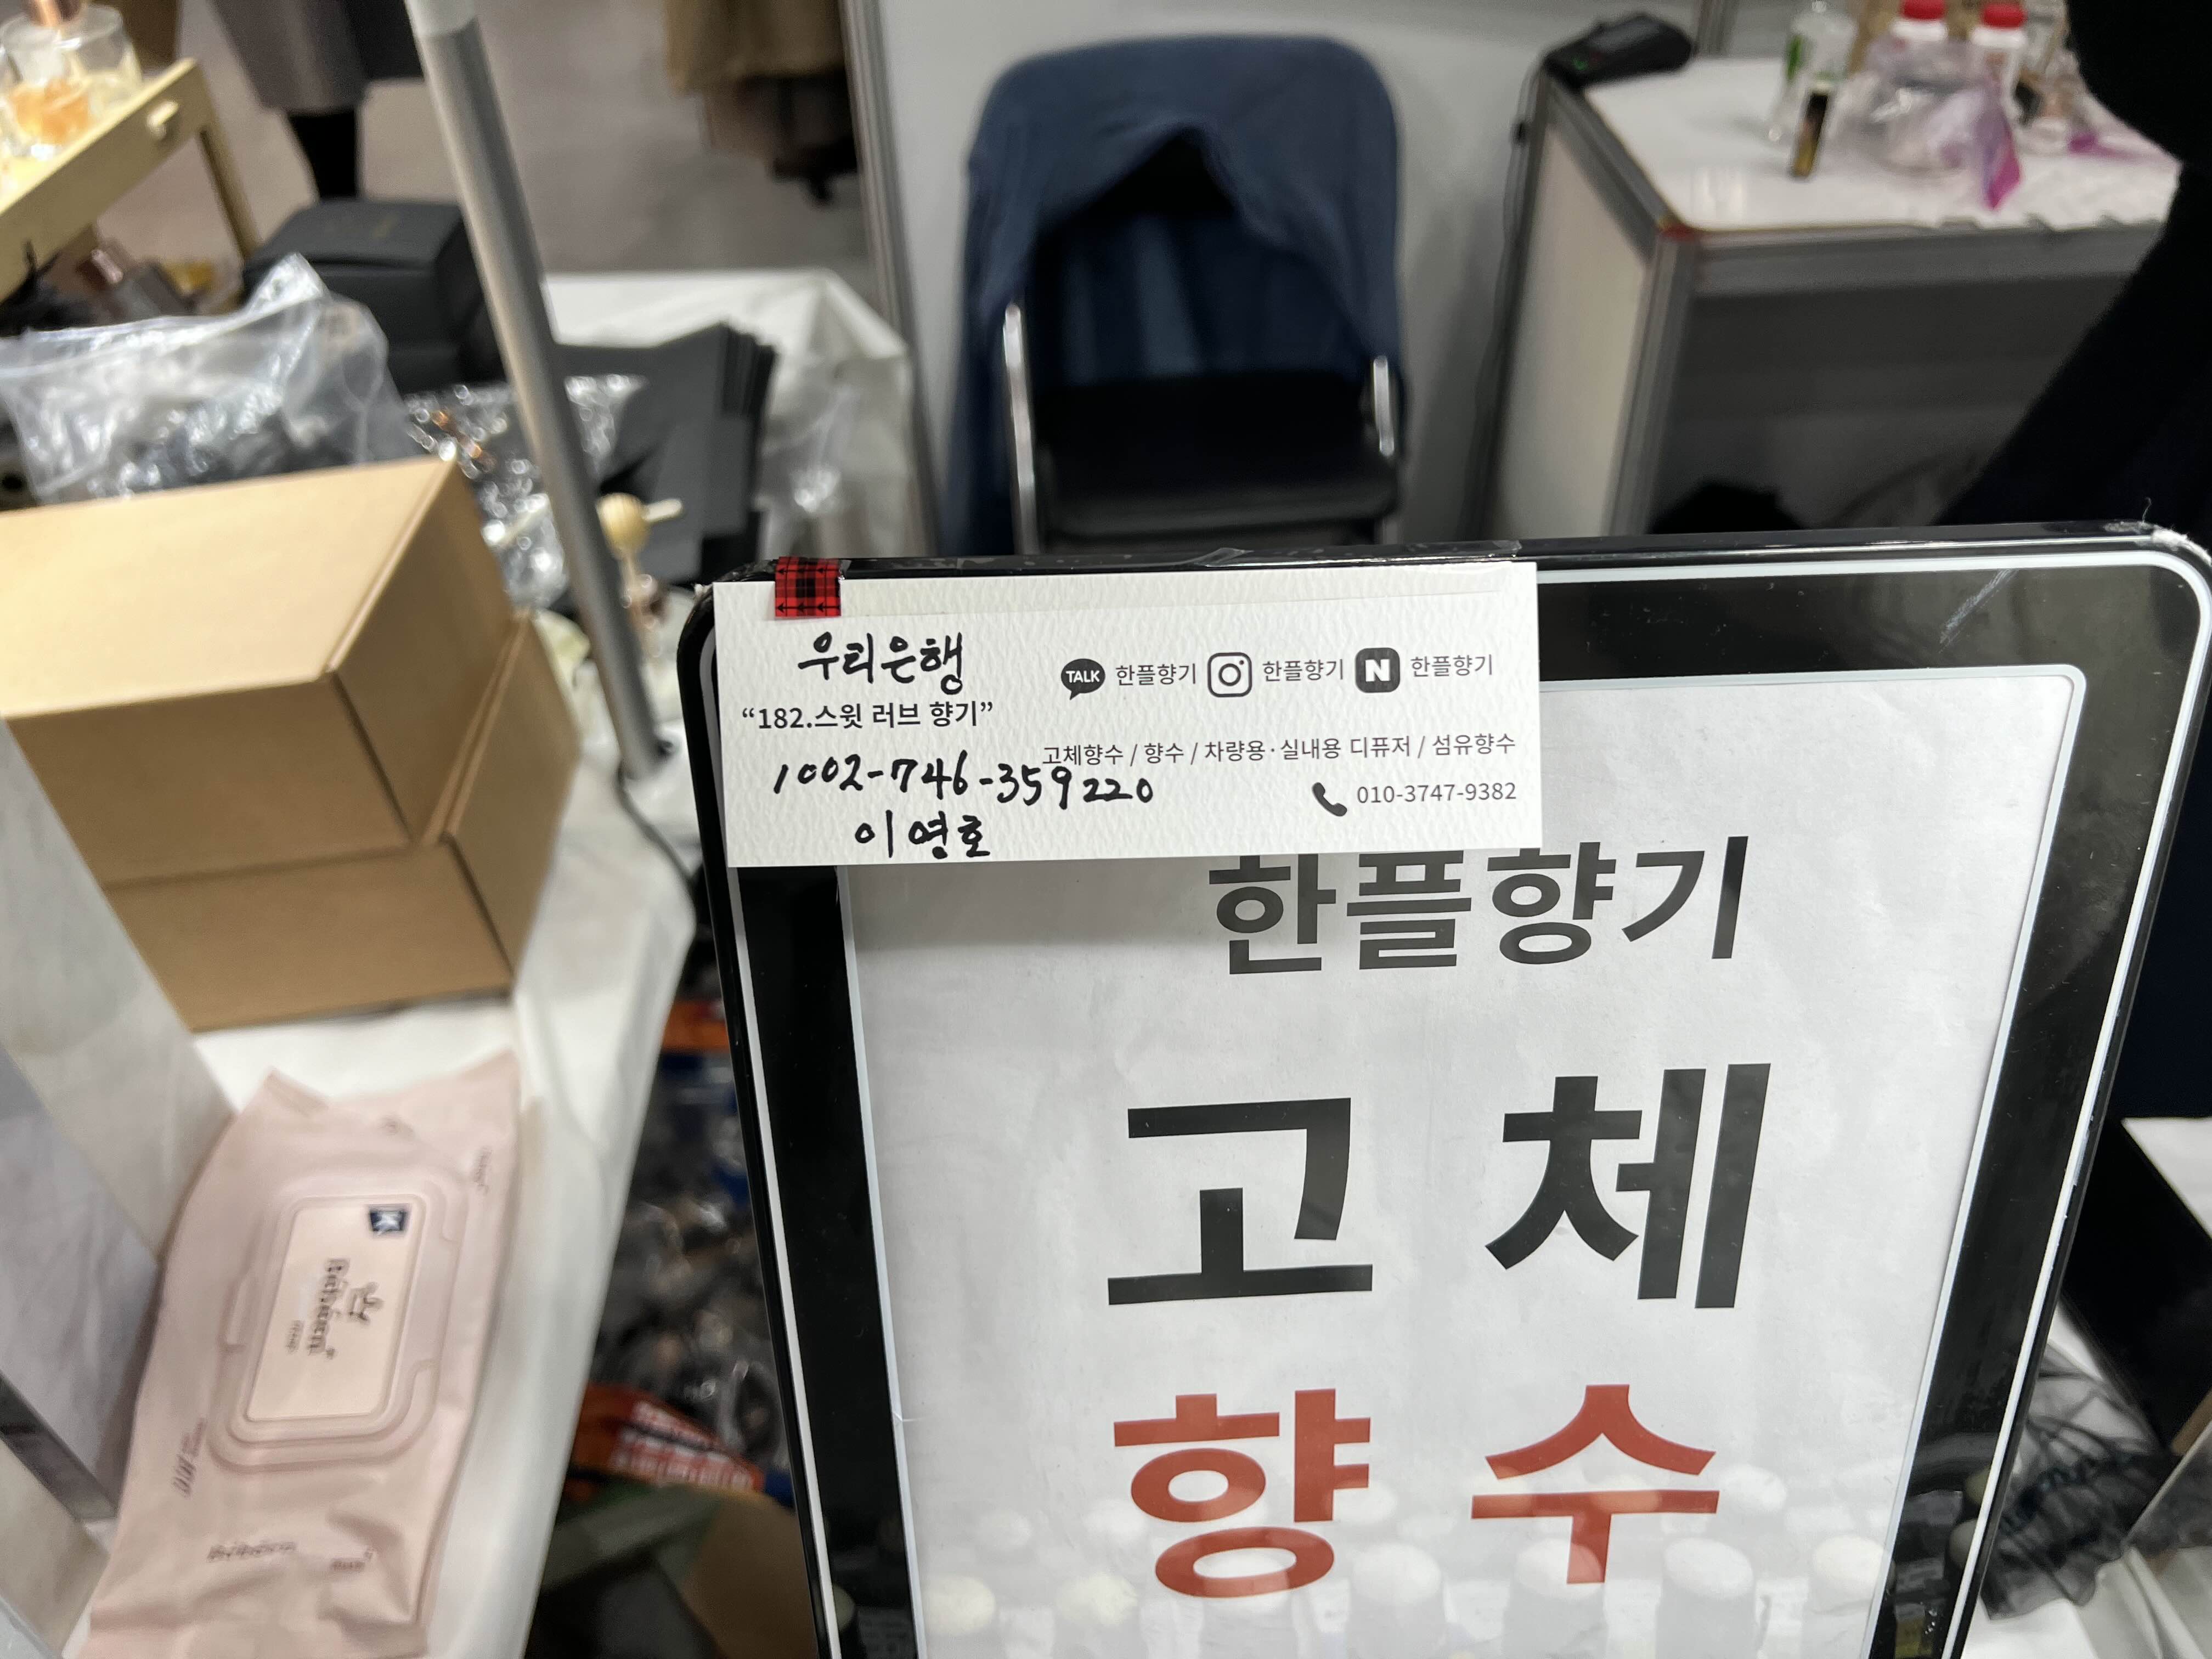 우리은행
“182.스윗 러브 향기”
1002-746-359220
이영호
TALK 한플향기 한플향기 N 한플향기
고체향수 / 향수 / 차량용·실내용 디퓨저 / 섬유향수
010-3747-9382
한플향기
고체
향수